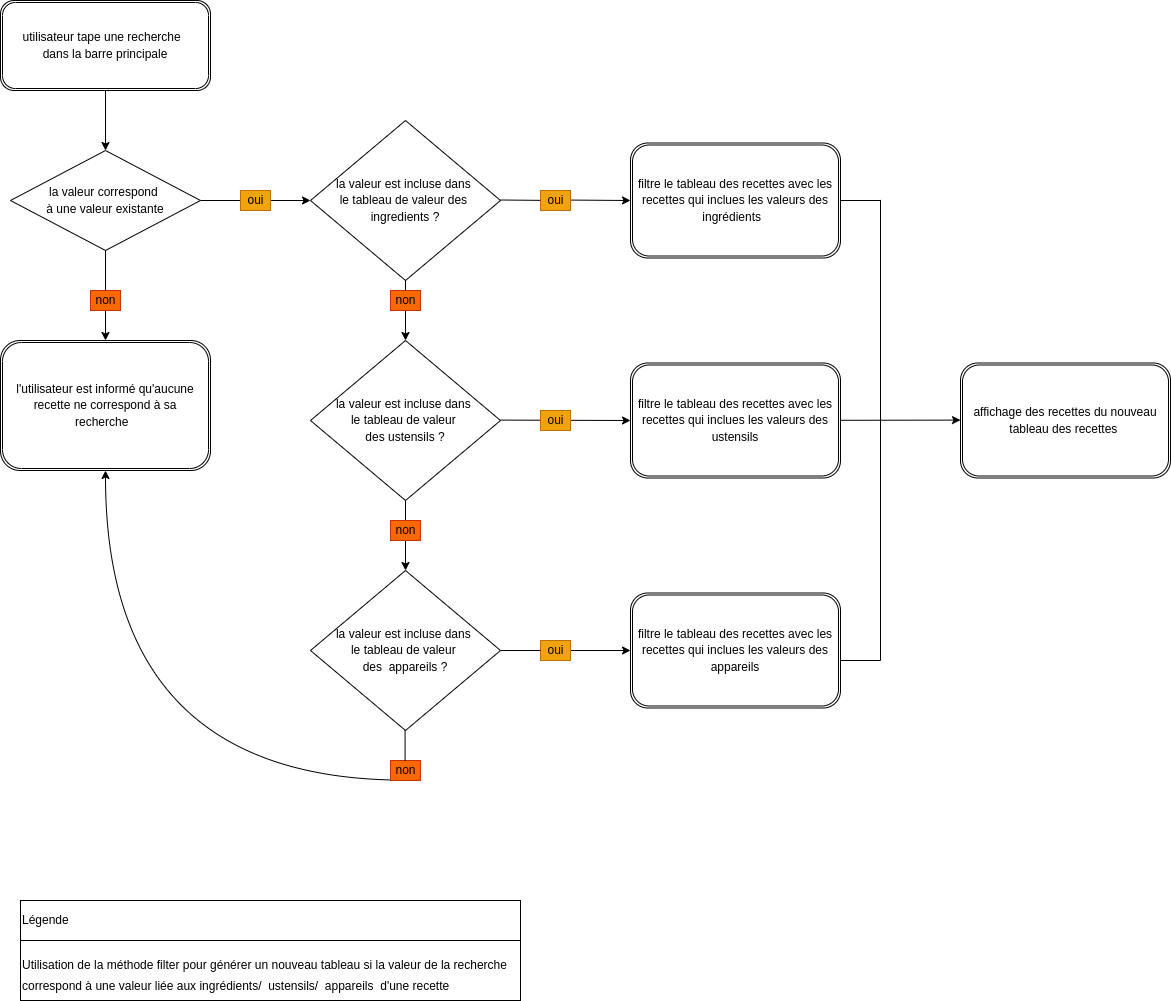 utilisateur tape une recherche
dans la barre principale
la valeur correspond
à une valeur existante
oui
la valeur est incluse dans
le tableau de valeur des
ingredients ?
oui
filtre le tableau des recettes avec les
recettes qui inclues les valeurs des
ingrédients
non
non
l'utilisateur est informé qu'aucune
recette ne correspond à sa
recherche
la valeur est incluse dans
le tableau de valeur
des ustensils ?
oui
filtre le tableau des recettes avec les
recettes qui inclues les valeurs des
ustensils
affichage des recettes du nouveau
tableau des recettes
non
la valeur est incluse dans
le tableau de valeur
des appareils ?
oui
filtre le tableau des recettes avec les
recettes qui inclues les valeurs des
appareils
non
Légende
Utilisation de la méthode filter pour générer un nouveau tableau si la valeur de la recherche
correspond à une valeur liée aux ingrédients/ ustensils/ appareils d'une recette